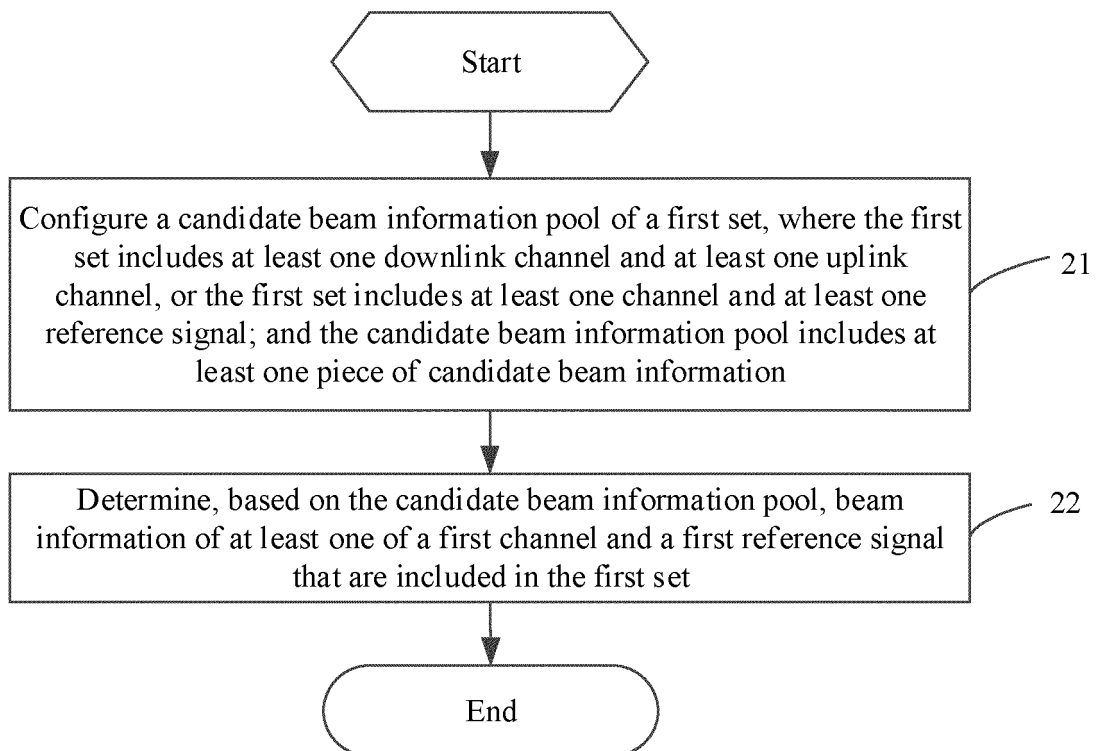 Start
Configure a candidate beam information pool of a first set, where the first
set includes at least one downlink channel and at least one uplink
channel, or the first set includes at least one channel and at least one
reference signal; and the candidate beam information pool includes at
least one piece of candidate beam information
21
Determine, based on the candidate beam information pool, beam
information of at least one of a first channel and a first reference signal
that are included in the first set
22
End